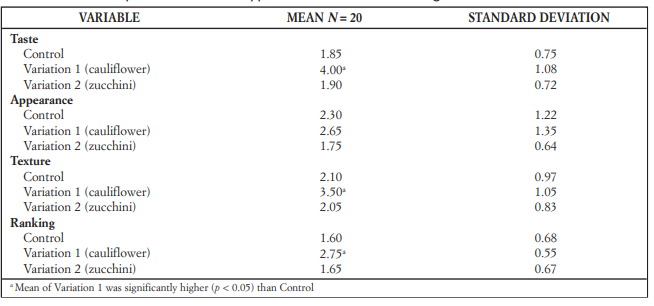 VARIABLE MEAN N = 20 STANDARD DEVIATION
Taste
Control 1.85 0.75
Variation 1 (cauliflower) 4.00ᵃ 1.08
Variation 2 (zucchini) 1.90 0.72
Appearance
Control 2.30 1.22
Variation 1 (cauliflower) 2.65 1.35
Variation 2 (zucchini) 1.75 0.64
Texture
Control 2.10 0.97
Variation 1 (cauliflower) 3.50ᵃ 1.05
Variation 2 (zucchini) 2.05 0.83
Ranking
Control 1.60 0.68
Variation 1 (cauliflower) 2.75ᵃ 0.55
Variation 2 (zucchini) 1.65 0.67
ᵃ Mean of Variation 1 was significantly higher (p < 0.05) than Control